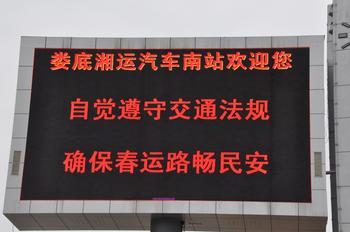 娄底湘运汽车南站欢迎您
自觉遵守交通法规
确保春运路畅民安